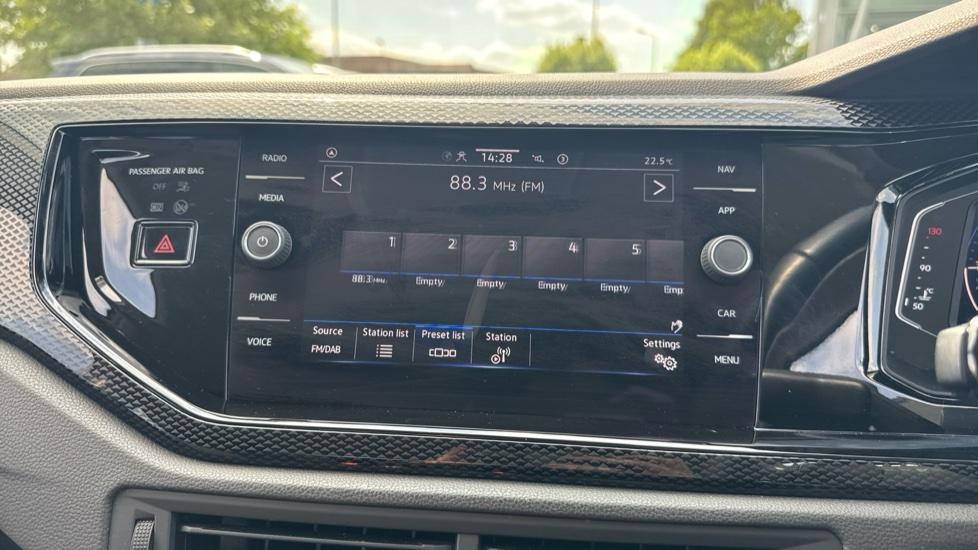 PASSENGER AIR BAG
OFF
RADIO
MEDIA
PHONE
VOICE
14:28
3
22.5°C
88.3 MHz (FM)
1 2 3 4 5
88.3 MHz Empty Empty Empty Empty Emp
Source Station list Preset list Station Settings
FM/DAB
NAV
APP
CAR
MENU
130
90
°C
50